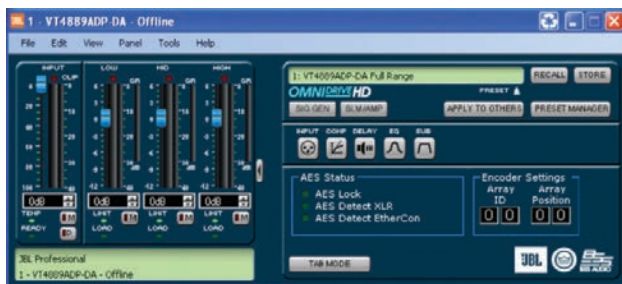 1 - VT4889ADP-DA - Offline
File Edit View Panel Tools Help
INPUT LOW MID HIGH
CLIP GR GR GR
0dB 0dB 0dB 0dB
TEMP LIMIT LIMIT LIMIT
READY LOAD LOAD LOAD
JBL Professional
1 - VT4889ADP-DA - Offline
1: VT4889ADP-DA Full Range
RECALL STORE
OMNIDRIVEHD
PRESET
SIG GEN SLM/AMP APPLY TO OTHERS PRESET MANAGER
INPUT COMP DELAY EQ SUB
AES Status
AES Lock
AES Detect XLR
AES Detect EtherCon
Encoder Settings
Array ID Array Position
0 0 0 0
TAB MODE
JBL BSS